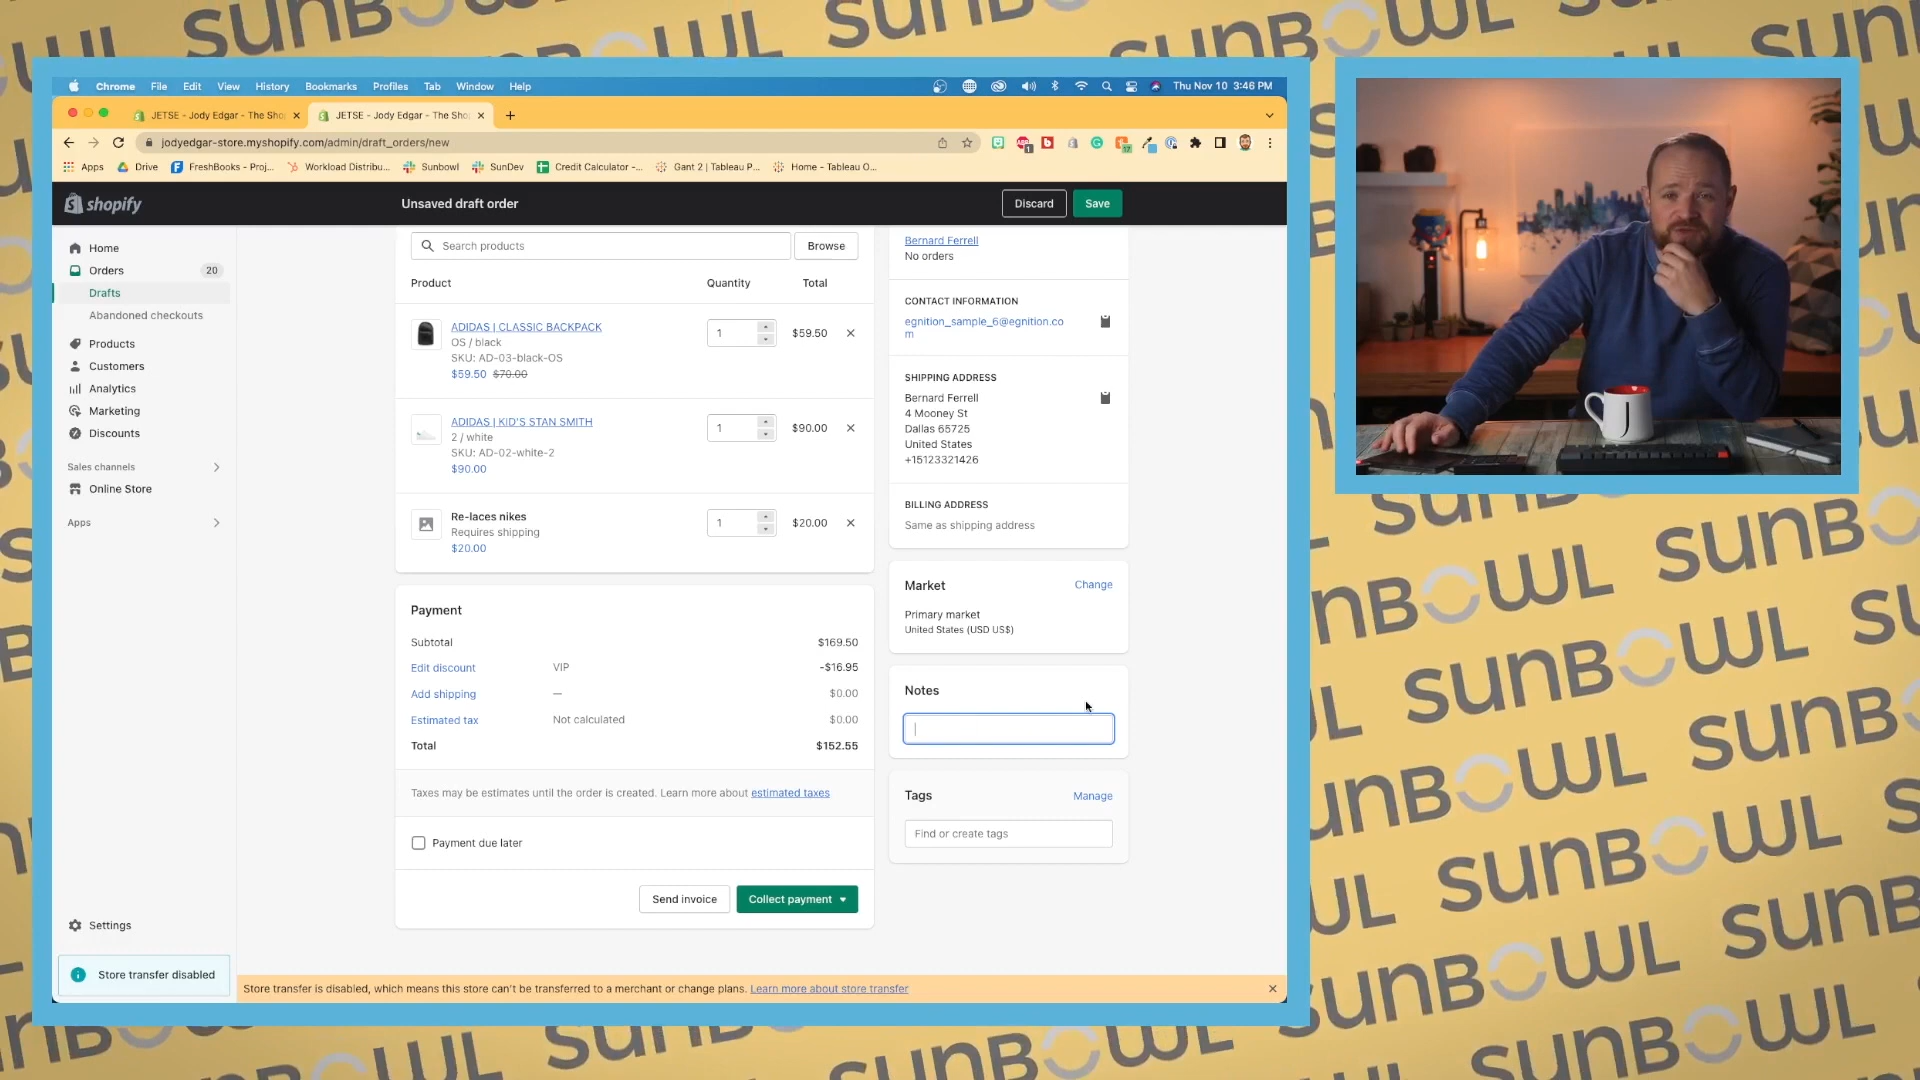 SUNBOWL
Chrome File Edit View History Bookmarks Profiles Tab Window Help Thu Nov 10 3:46 PM
JETSE - Jody Edgar - The Sho JETSE - Jody Edgar - The Sho
jodyedgar-store.myshopify.com/admin/draft_orders/new
Apps Drive FreshBooks - Proj... Workload Distribu... Sunbowl SunDev Credit Calculator -... Gant 2 | Tableau P... Home - Tableau O...
shopify Unsaved draft order Discard Save
Home
Orders 20
Drafts
Abandoned checkouts
Products
Customers
Analytics
Marketing
Discounts
Sales channels
Online Store
Apps
Settings
Store transfer disabled
Search products Browse
Product Quantity Total
ADIDAS | CLASSIC BACKPACK 1 $59.50
OS / black
SKU: AD-03-black-OS
$59.50 $70.00
ADIDAS | KID'S STAN SMITH 1 $90.00
2 / white
SKU: AD-02-white-2
$90.00
Re-laces nikes 1 $20.00
Requires shipping
$20.00
Payment
Subtotal $169.50
Edit discount VIP -$16.95
Add shipping — $0.00
Estimated tax Not calculated $0.00
Total $152.55
Taxes may be estimates until the order is created. Learn more about estimated taxes
Payment due later
Send invoice Collect payment
Bernard Ferrell
No orders
CONTACT INFORMATION
egnition_sample_6@egnition.co
m
SHIPPING ADDRESS
Bernard Ferrell
4 Mooney St
Dallas 65725
United States
+15123321426
BILLING ADDRESS
Same as shipping address
Market Change
Primary market
United States (USD US$)
Notes
Tags Manage
Find or create tags
Store transfer is disabled, which means this store can't be transferred to a merchant or change plans. Learn more about store transfer